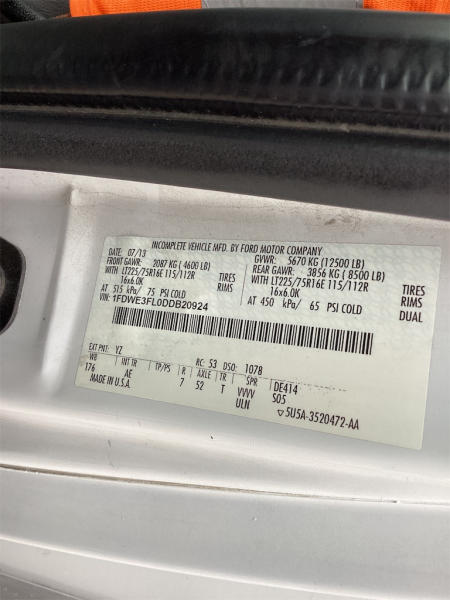 INCOMPLETE VEHICLE MFD. BY FORD MOTOR COMPANY
DATE: 07/13 GVWR: 5670 KG (12500 LB)
FRONT GAWR: 2087 KG (4600 LB) REAR GAWR: 3856 KG (8500 LB)
WITH LT225/75R16E 115/112R TIRES WITH LT225/75R16E 115/112R TIRES
16x6.0K RIMS 16x6.0K RIMS
AT 515 kPa/ 75 PSI COLD AT 450 kPa/ 65 PSI COLD DUAL
VIN: 1FDWE3FL0DDB20924
EXT PNT: YZ RC: 53 DSO: 1078
WB INT TR TP/PS R AXLE TR SPR DE414
176 AE 7 52 T VVVV S05
MADE IN U.S.A. ULN ▽5U5A-3520472-AA